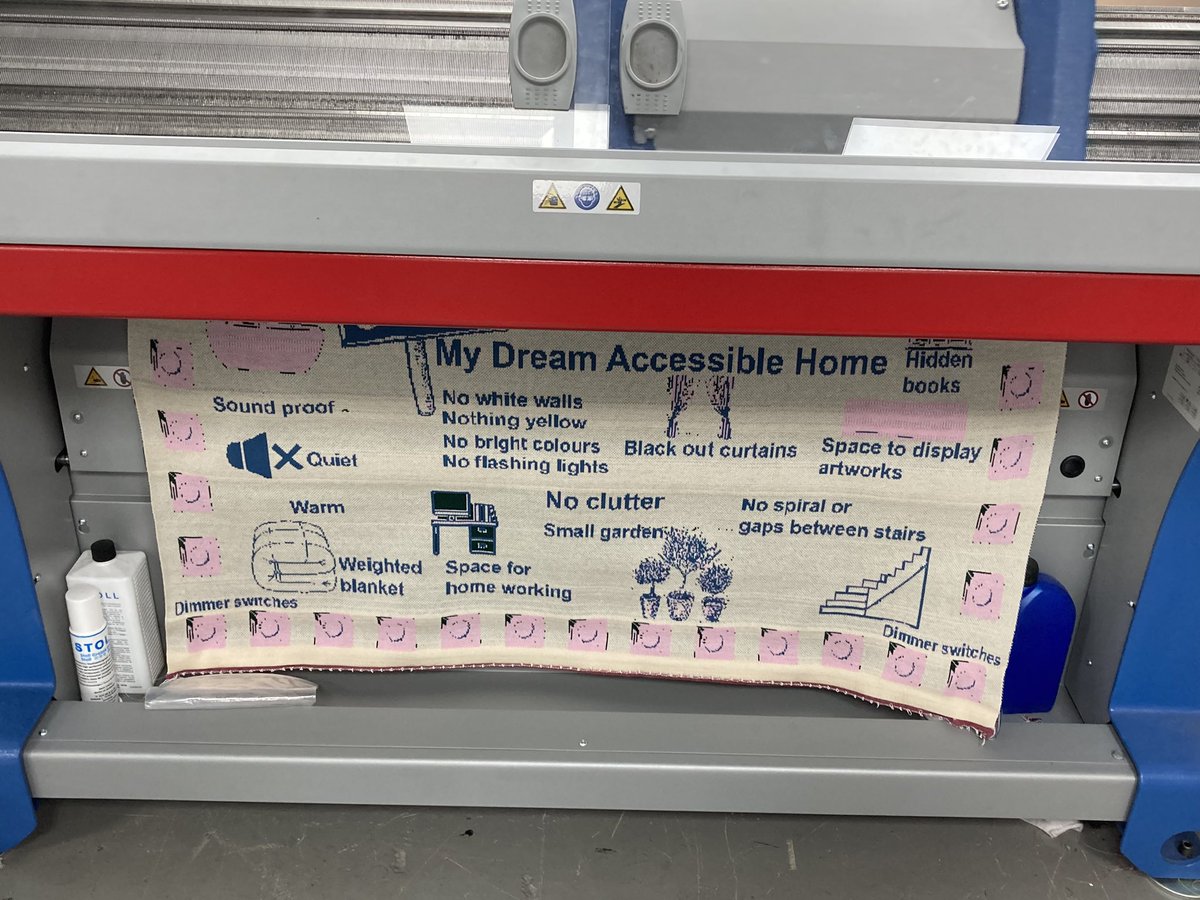 My Dream Accessible Home
Hidden
books
Sound proof
No white walls
Nothing yellow
No bright colours
No flashing lights
Black out curtains
Space to display
artworks
Quiet
Warm
No clutter
Small garden
No spiral or
gaps between stairs
Weighted
blanket
Space for
home working
Dimmer switches
Dimmer switches
STOLL